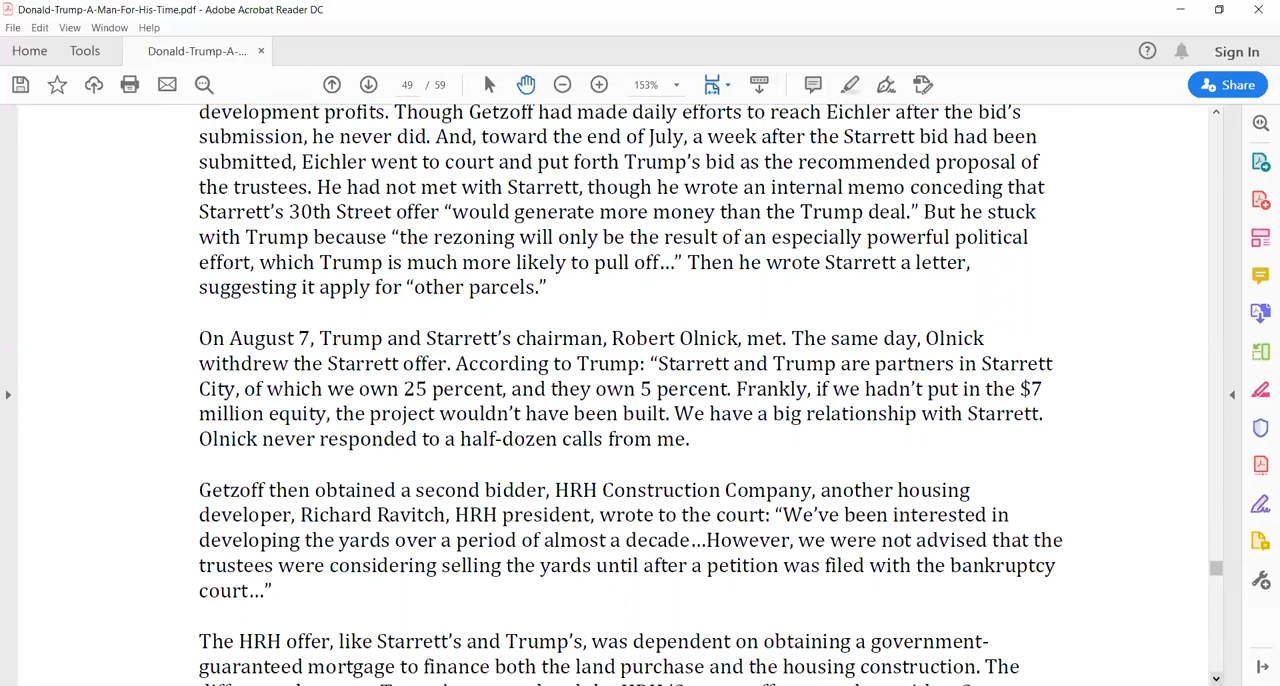 Donald-Trump-A-Man-For-His-Time.pdf - Adobe Acrobat Reader DC
File Edit View Window Help
Home Tools Donald-Trump-A-... × Sign In
49 / 59 153% Share
development profits. Though Getzoff had made daily efforts to reach Eichler after the bid’s
submission, he never did. And, toward the end of July, a week after the Starrett bid had been
submitted, Eichler went to court and put forth Trump’s bid as the recommended proposal of
the trustees. He had not met with Starrett, though he wrote an internal memo conceding that
Starrett’s 30th Street offer “would generate more money than the Trump deal.” But he stuck
with Trump because “the rezoning will only be the result of an especially powerful political
effort, which Trump is much more likely to pull off…” Then he wrote Starrett a letter,
suggesting it apply for “other parcels.”
On August 7, Trump and Starrett’s chairman, Robert Olnick, met. The same day, Olnick
withdrew the Starrett offer. According to Trump: “Starrett and Trump are partners in Starrett
City, of which we own 25 percent, and they own 5 percent. Frankly, if we hadn’t put in the $7
million equity, the project wouldn’t have been built. We have a big relationship with Starrett.
Olnick never responded to a half-dozen calls from me.
Getzoff then obtained a second bidder, HRH Construction Company, another housing
developer, Richard Ravitch, HRH president, wrote to the court: “We’ve been interested in
developing the yards over a period of almost a decade…However, we were not advised that the
trustees were considering selling the yards until after a petition was filed with the bankruptcy
court…”
The HRH offer, like Starrett’s and Trump’s, was dependent on obtaining a government-
guaranteed mortgage to finance both the land purchase and the housing construction. The